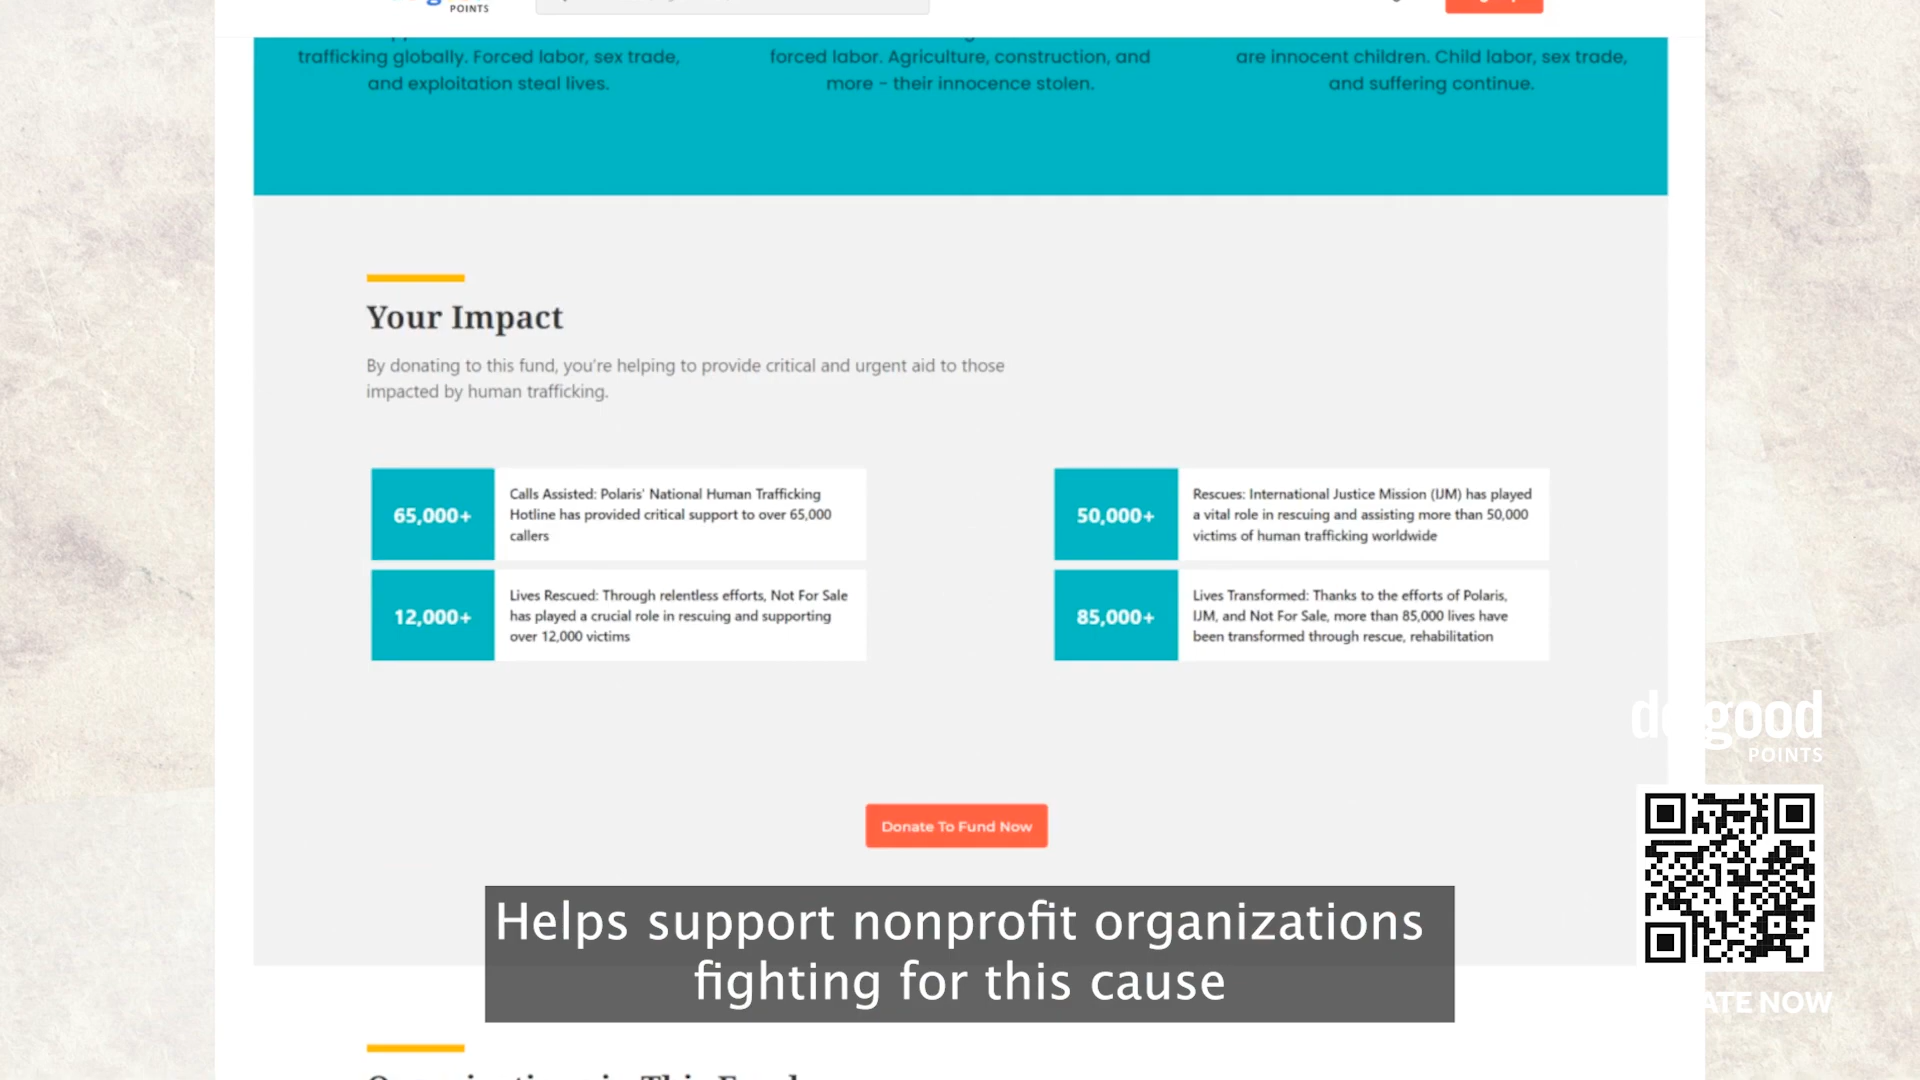 POINTS
trafficking globally. Forced labor, sex trade,
and exploitation steal lives.
forced labor. Agriculture, construction, and
more – their innocence stolen.
are innocent children. Child labor, sex trade,
and suffering continue.
Your Impact
By donating to this fund, you're helping to provide critical and urgent aid to those
impacted by human trafficking.
65,000+
Calls Assisted: Polaris' National Human Trafficking
Hotline has provided critical support to over 65,000
callers
50,000+
Rescues: International Justice Mission (IJM) has played
a vital role in rescuing and assisting more than 50,000
victims of human trafficking worldwide
12,000+
Lives Rescued: Through relentless efforts, Not For Sale
has played a crucial role in rescuing and supporting
over 12,000 victims
85,000+
Lives Transformed: Thanks to the efforts of Polaris,
IJM, and Not For Sale, more than 85,000 lives have
been transformed through rescue, rehabilitation
do good
POINTS
Donate To Fund Now
Helps support nonprofit organizations
fighting for this cause
NOW
This Fund